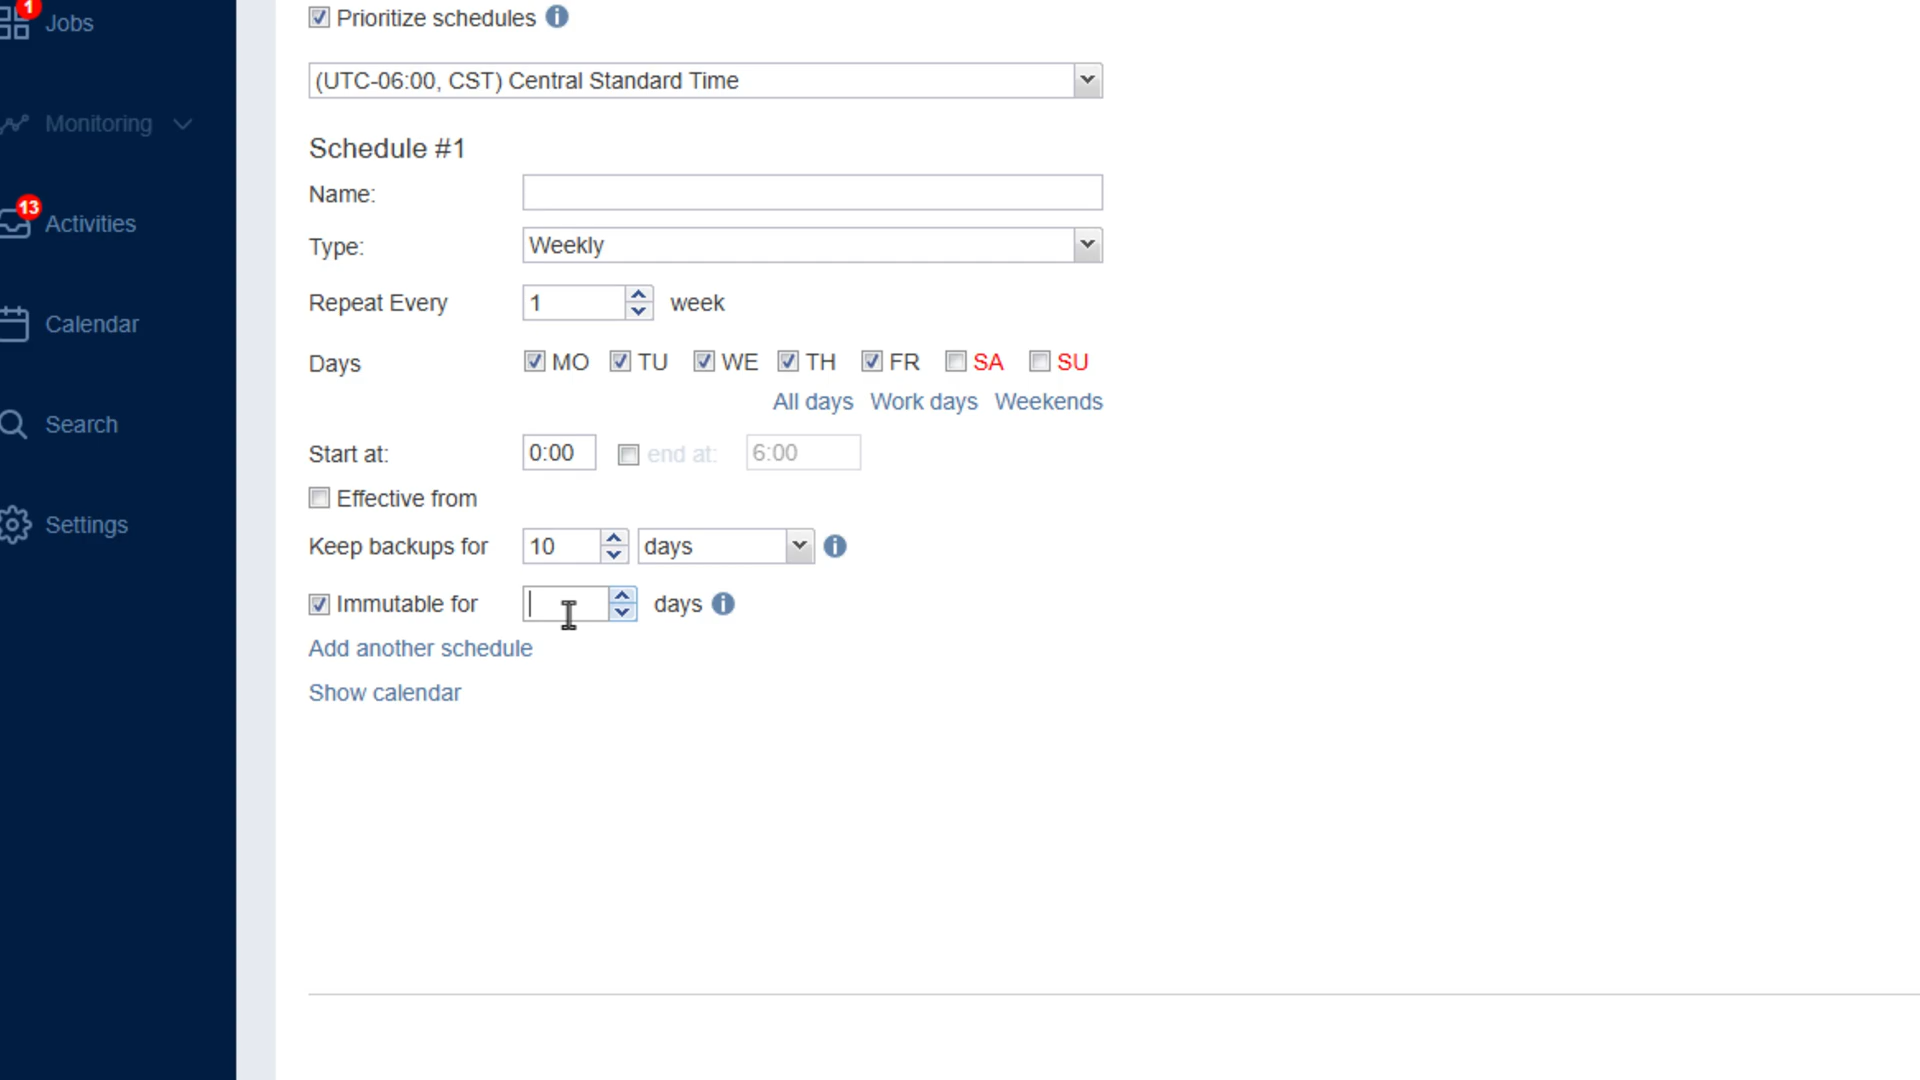 1
Jobs
Monitoring
13
Activities
Calendar
Search
Settings
Prioritize schedules i
(UTC-06:00, CST) Central Standard Time
Schedule #1
Name:
Type: Weekly
Repeat Every 1 week
Days MO TU WE TH FR SA SU
All days Work days Weekends
Start at: 0:00 end at: 6:00
Effective from
Keep backups for 10 days i
Immutable for days i
Add another schedule
Show calendar